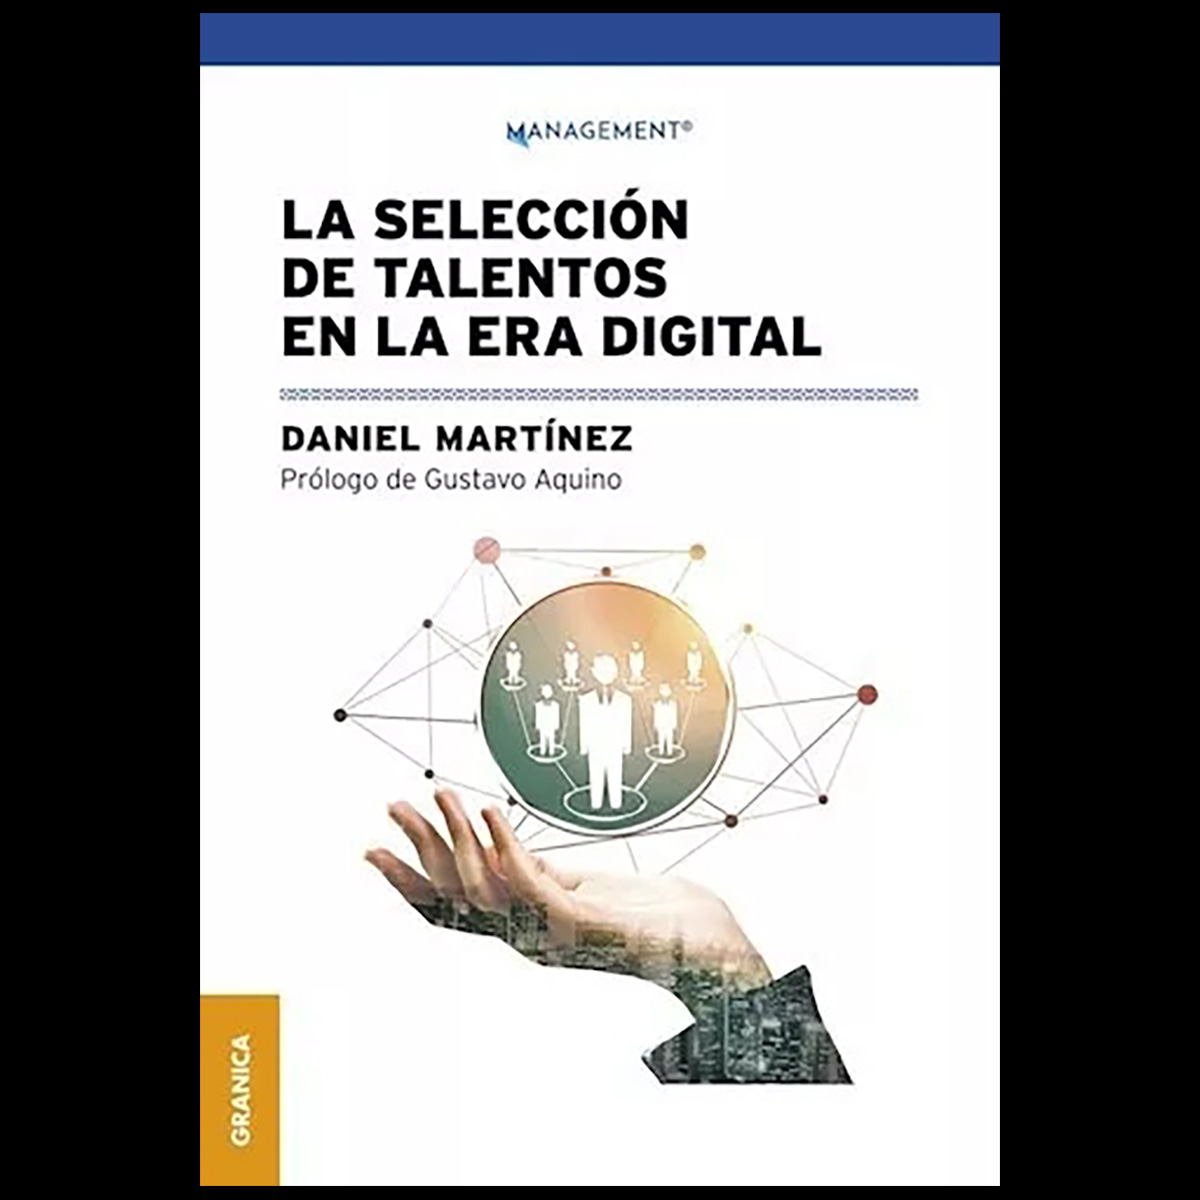 MANAGEMENT®
LA SELECCIÓN
DE TALENTOS
EN LA ERA DIGITAL
DANIEL MARTÍNEZ
Prólogo de Gustavo Aquino
GRANICA